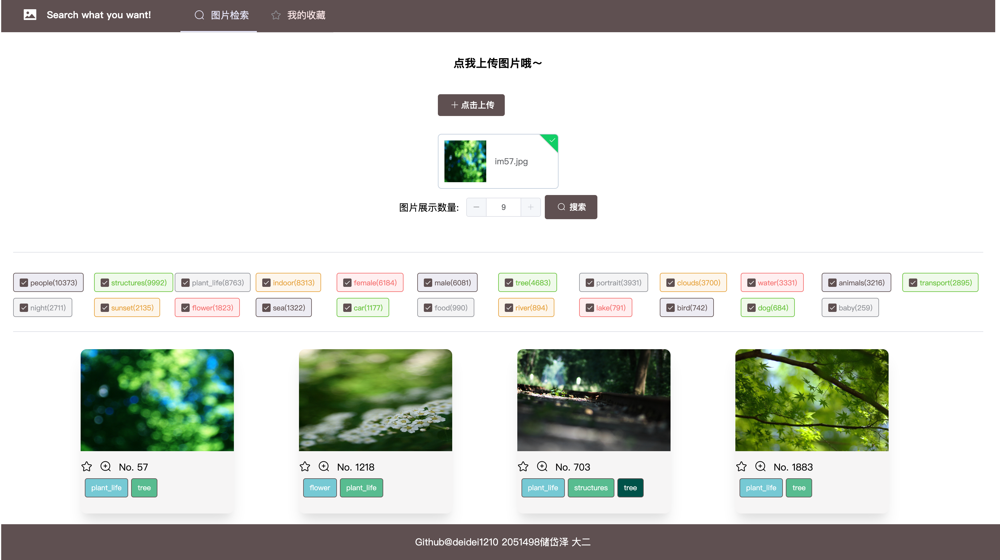 Search what you want! 图片检索 我的收藏
点我上传图片哦～
点击上传
im57.jpg
图片展示数量: 9 搜索
people(10373) structures(9992) plant_life(8763) indoor(8313) female(6184) male(6081) tree(4683) portrait(3931) clouds(3700) water(3331) animals(3216) transport(2895)
night(2711) sunset(2135) flower(1823) sea(1322) car(1177) food(990) river(894) lake(791) bird(742) dog(684) baby(259)
No. 57
plant_life tree
No. 1218
flower plant_life
No. 703
plant_life structures tree
No. 1883
plant_life tree
Github@deidei1210 2051498储岱泽 大二